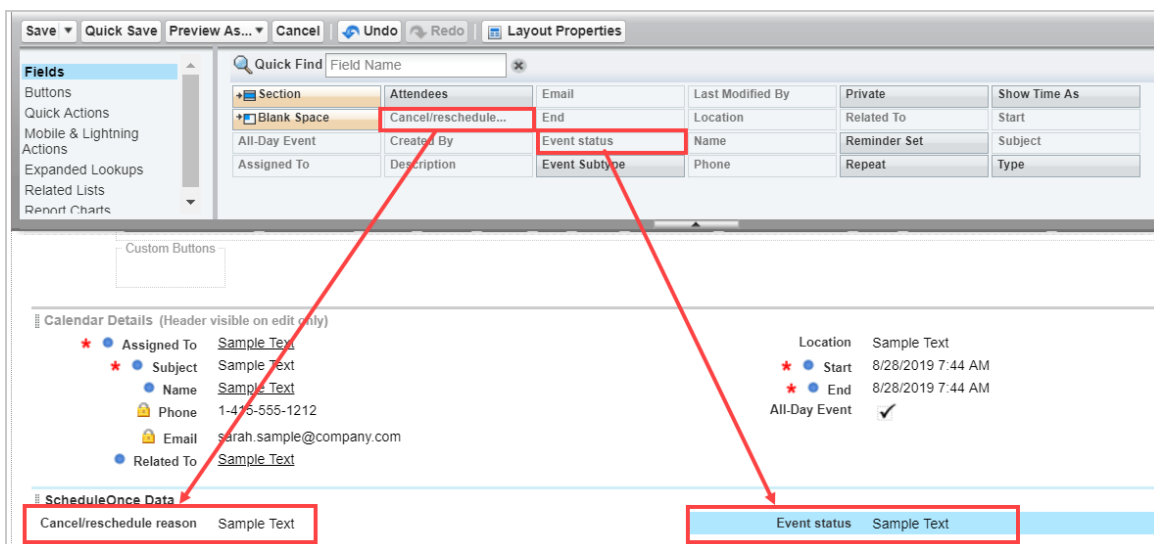 Save Quick Save Preview As... Cancel Undo Redo Layout Properties
Fields
Buttons
Quick Actions
Mobile & Lightning
Actions
Expanded Lookups
Related Lists
Report Charts
Quick Find Field Name
Section Attendees Email Last Modified By Private Show Time As
Blank Space Cancel/reschedule... End Location Related To Start
All-Day Event Created By Event status Name Reminder Set Subject
Assigned To Description Event Subtype Phone Repeat Type
Custom Buttons
Calendar Details (Header visible on edit only)
Assigned To Sample Text Location Sample Text
Subject Sample Text Start 8/28/2019 7:44 AM
Name Sample Text End 8/28/2019 7:44 AM
Phone 1-415-555-1212 All-Day Event
Email sarah.sample@company.com
Related To Sample Text
ScheduleOnce Data
Cancel/reschedule reason Sample Text Event status Sample Text